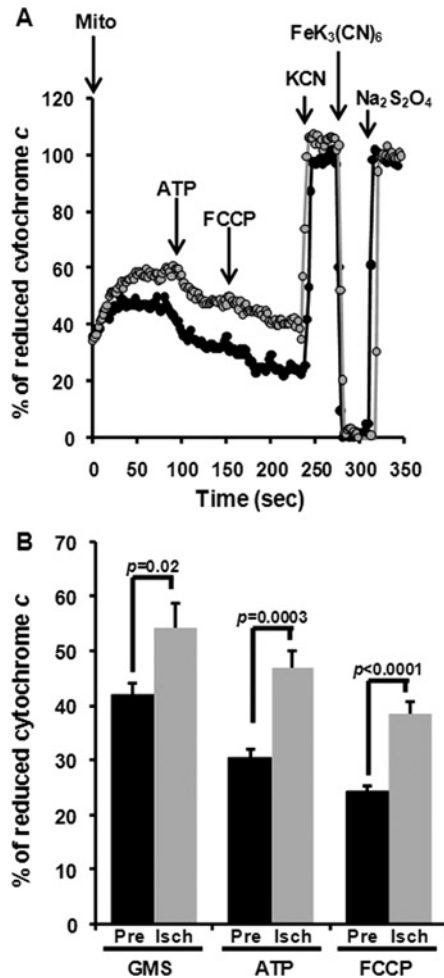 A
Mito
FeK₃(CN)₆
KCN
Na₂S₂O₄
ATP
FCCP
% of reduced cytochrome c
120
100
80
60
40
20
0
0 50 100 150 200 250 300 350
Time (sec)
B
% of reduced cytochrome c
70
60
50
40
30
20
10
0
p=0.02
p=0.0003
p<0.0001
Pre Isch Pre Isch Pre Isch
GMS ATP FCCP